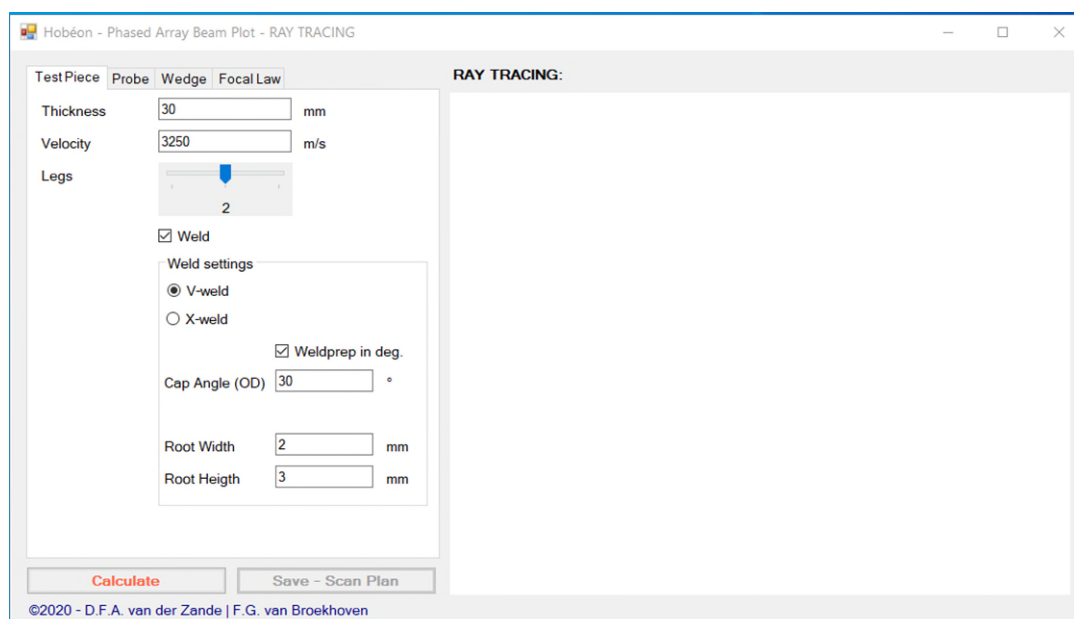 Hobéon - Phased Array Beam Plot - RAY TRACING
Test Piece Probe Wedge Focal Law
RAY TRACING:
Thickness 30 mm
Velocity 3250 m/s
Legs
2
Weld
Weld settings
V-weld
X-weld
Weldprep in deg.
Cap Angle (OD) 30 °
Root Width 2 mm
Root Heigth 3 mm
Calculate Save - Scan Plan
©2020 - D.F.A. van der Zande | F.G. van Broekhoven